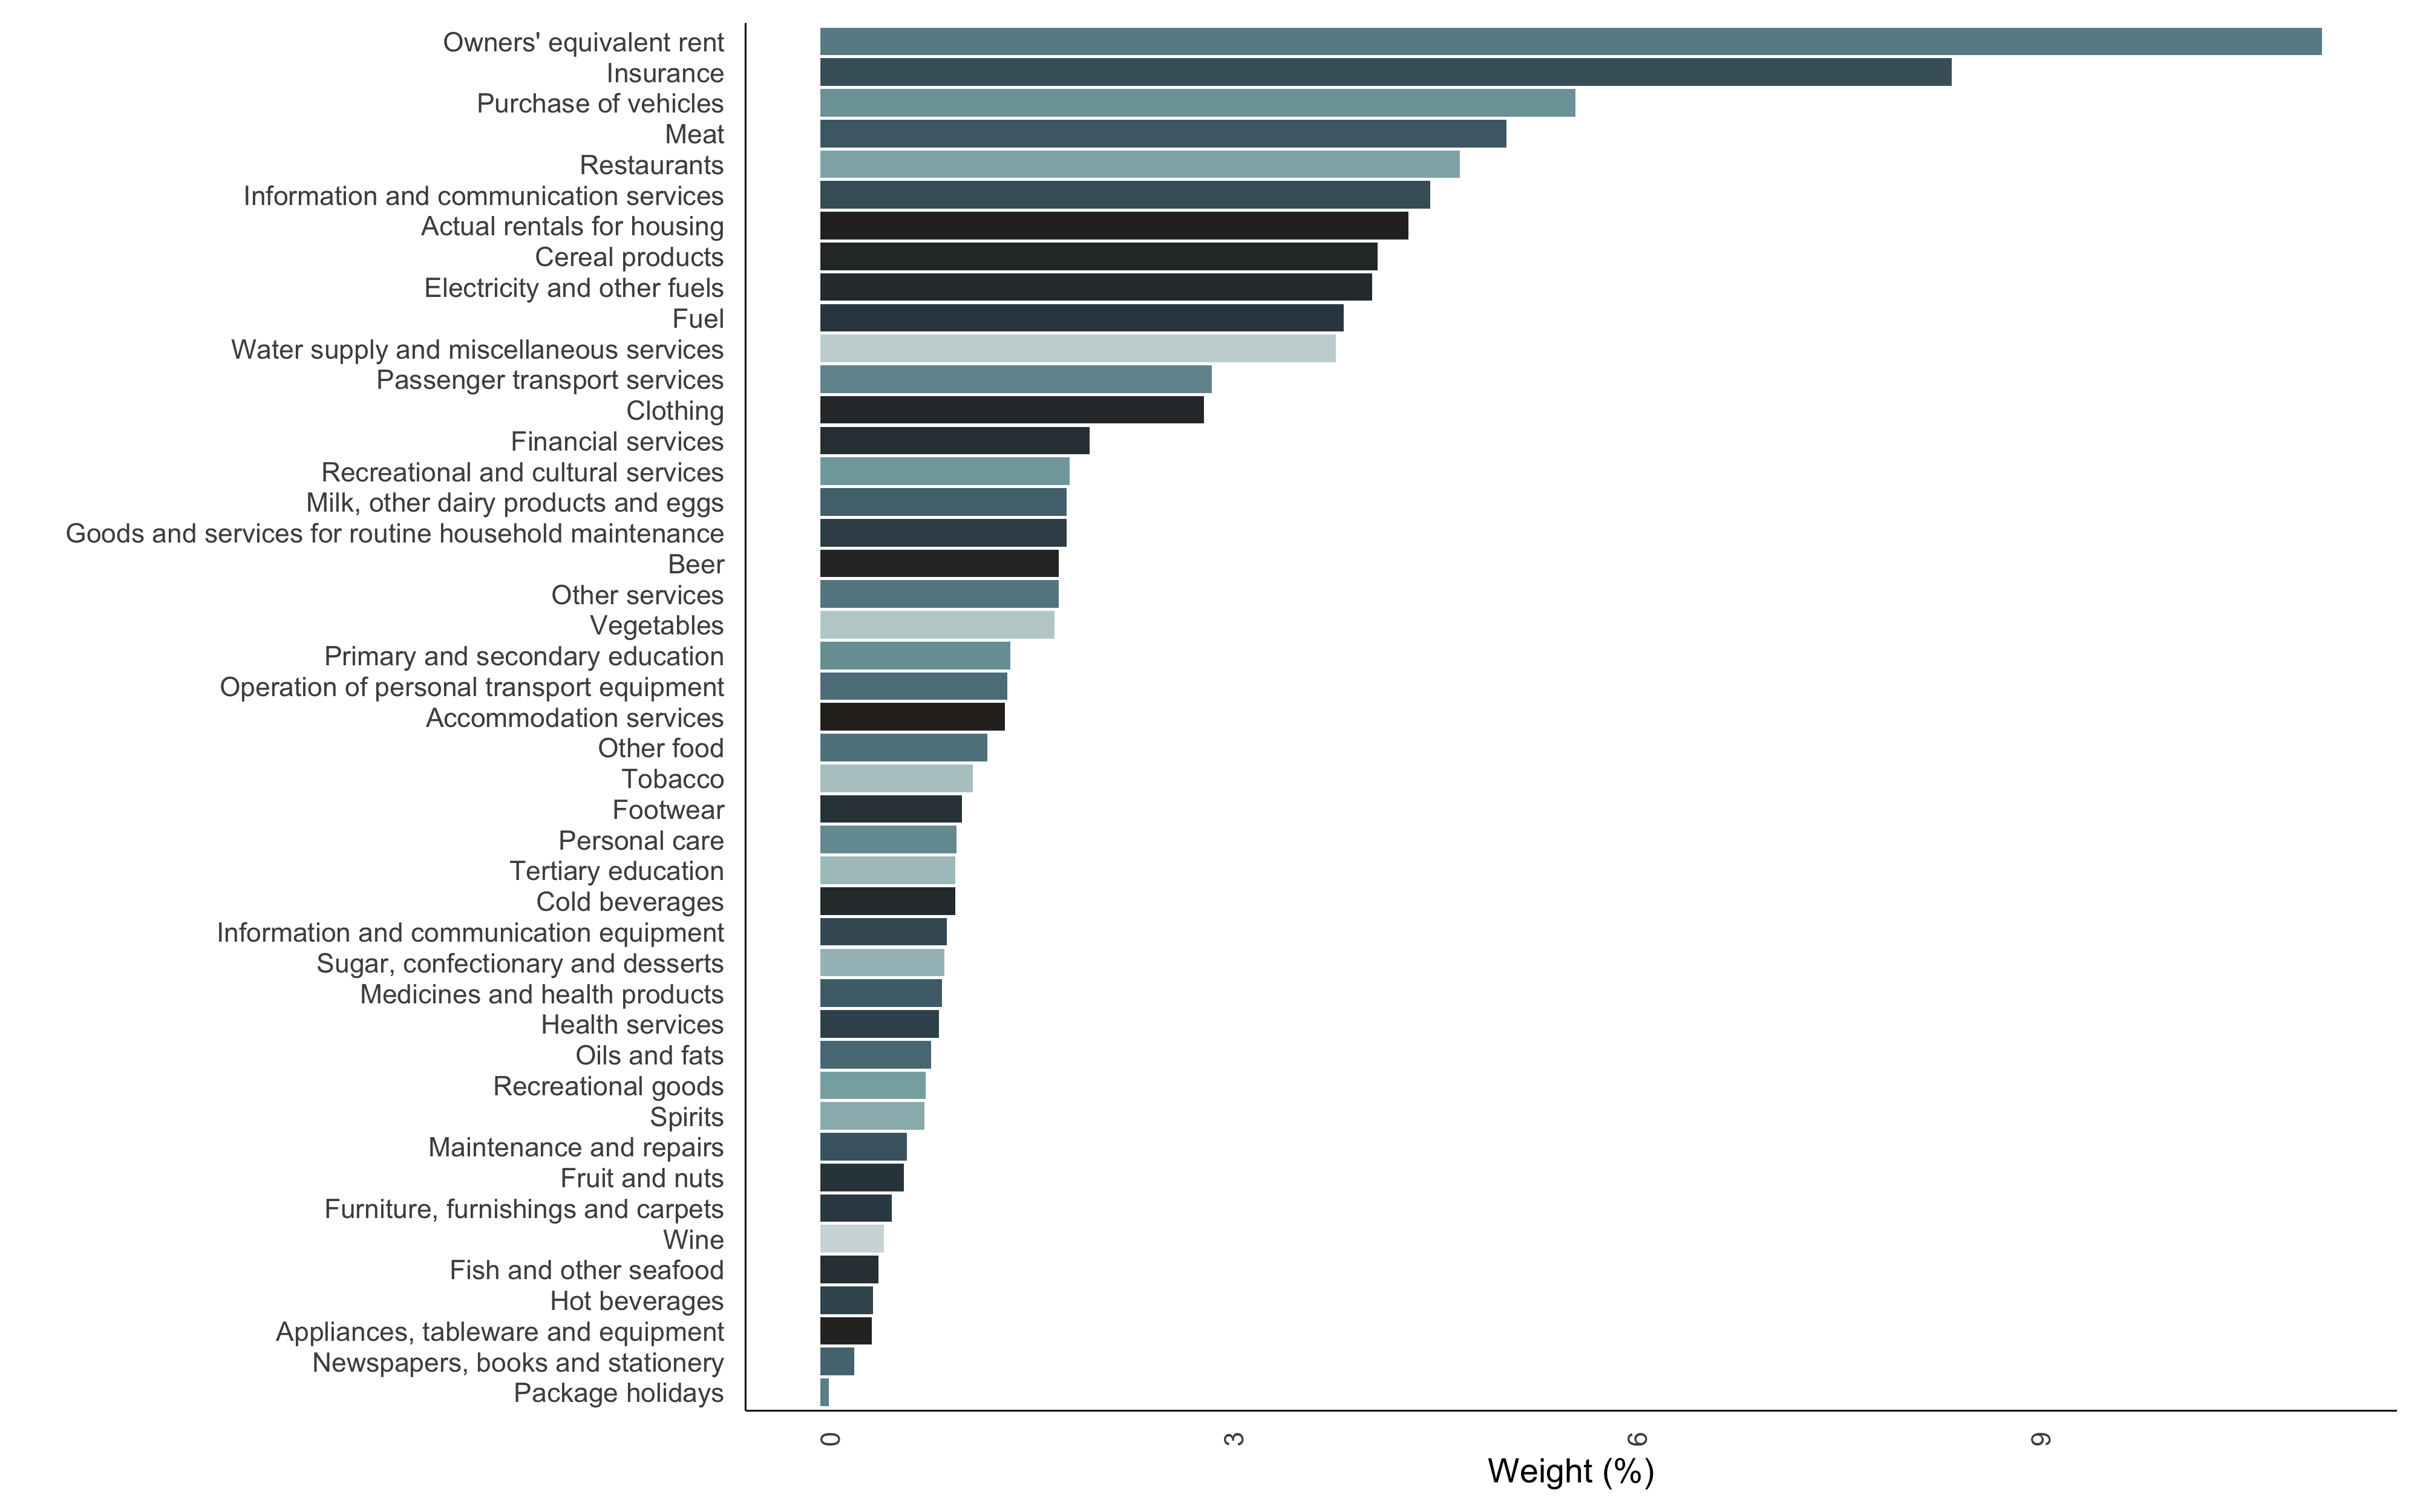 Owners' equivalent rent
Insurance
Purchase of vehicles
Meat
Restaurants
Information and communication services
Actual rentals for housing
Cereal products
Electricity and other fuels
Fuel
Water supply and miscellaneous services
Passenger transport services
Clothing
Financial services
Recreational and cultural services
Milk, other dairy products and eggs
Goods and services for routine household maintenance
Beer
Other services
Vegetables
Primary and secondary education
Operation of personal transport equipment
Accommodation services
Other food
Tobacco
Footwear
Personal care
Tertiary education
Cold beverages
Information and communication equipment
Sugar, confectionary and desserts
Medicines and health products
Health services
Oils and fats
Recreational goods
Spirits
Maintenance and repairs
Fruit and nuts
Furniture, furnishings and carpets
Wine
Fish and other seafood
Hot beverages
Appliances, tableware and equipment
Newspapers, books and stationery
Package holidays
0 3 6 9
Weight (%)